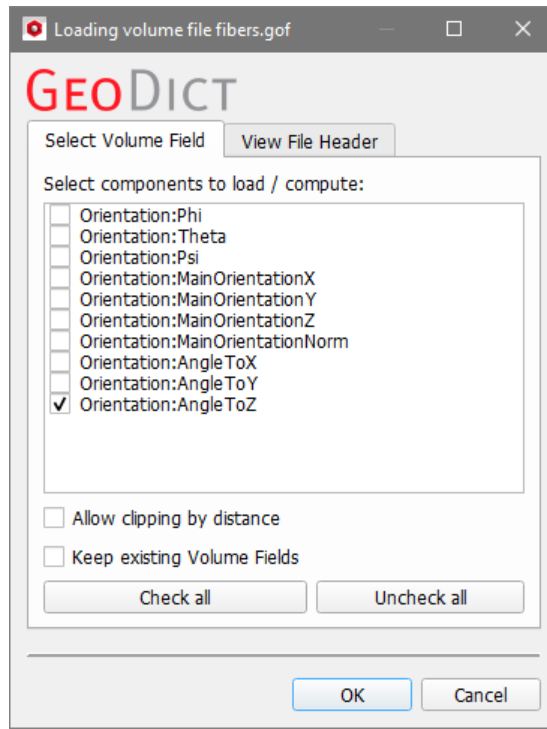 Loading volume file fibers.gof
GEODICT
Select Volume Field
View File Header
Select components to load / compute:
Orientation:Phi
Orientation:Theta
Orientation:Psi
Orientation:MainOrientationX
Orientation:MainOrientationY
Orientation:MainOrientationZ
Orientation:MainOrientationNorm
Orientation:AngleToX
Orientation:AngleToY
Orientation:AngleToZ
Allow clipping by distance
Keep existing Volume Fields
Check all
Uncheck all
OK
Cancel